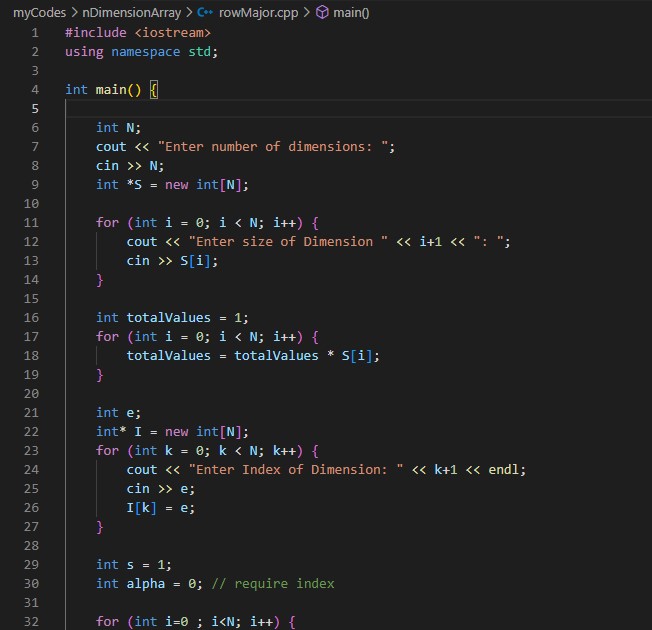 myCodes > nDimensionArray > C++ rowMajor.cpp > main()
1 #include <iostream>
2 using namespace std;
3
4 int main() {
5
6     int N;
7     cout << "Enter number of dimensions: ";
8     cin >> N;
9     int *S = new int[N];
10
11     for (int i = 0; i < N; i++) {
12         cout << "Enter size of Dimension " << i+1 << ": ";
13         cin >> S[i];
14     }
15
16     int totalValues = 1;
17     for (int i = 0; i < N; i++) {
18         totalValues = totalValues * S[i];
19     }
20
21     int e;
22     int* I = new int[N];
23     for (int k = 0; k < N; k++) {
24         cout << "Enter Index of Dimension: " << k+1 << endl;
25         cin >> e;
26         I[k] = e;
27     }
28
29     int s = 1;
30     int alpha = 0; // require index
31
32     for (int i=0 ; i<N; i++) {